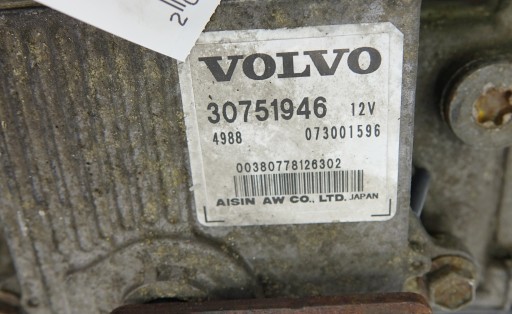 VOLVO
30751946 12V
4988 073001596
00380778126302
AISIN AW CO., LTD. JAPAN